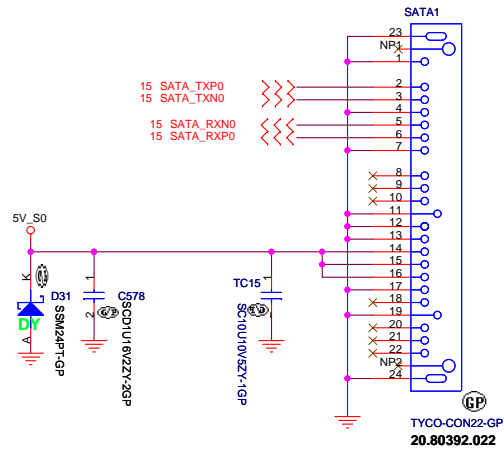 SATA1
23
NP1
1
15 SATA_TXP0
2
15 SATA_TXN0
3
4
15 SATA_RXN0
5
15 SATA_RXP0
6
7
8
9
10
11
12
13
14
15
16
17
18
19
20
21
22
NP2
24
5V_S0
K
D31
SSM24PT-GP
DY
A
1
C578
2
SCD1U16V2ZY-2GP
TC15
1
SC10U10V5ZY-1GP
GP
TYCO-CON22-GP
20.80392.022